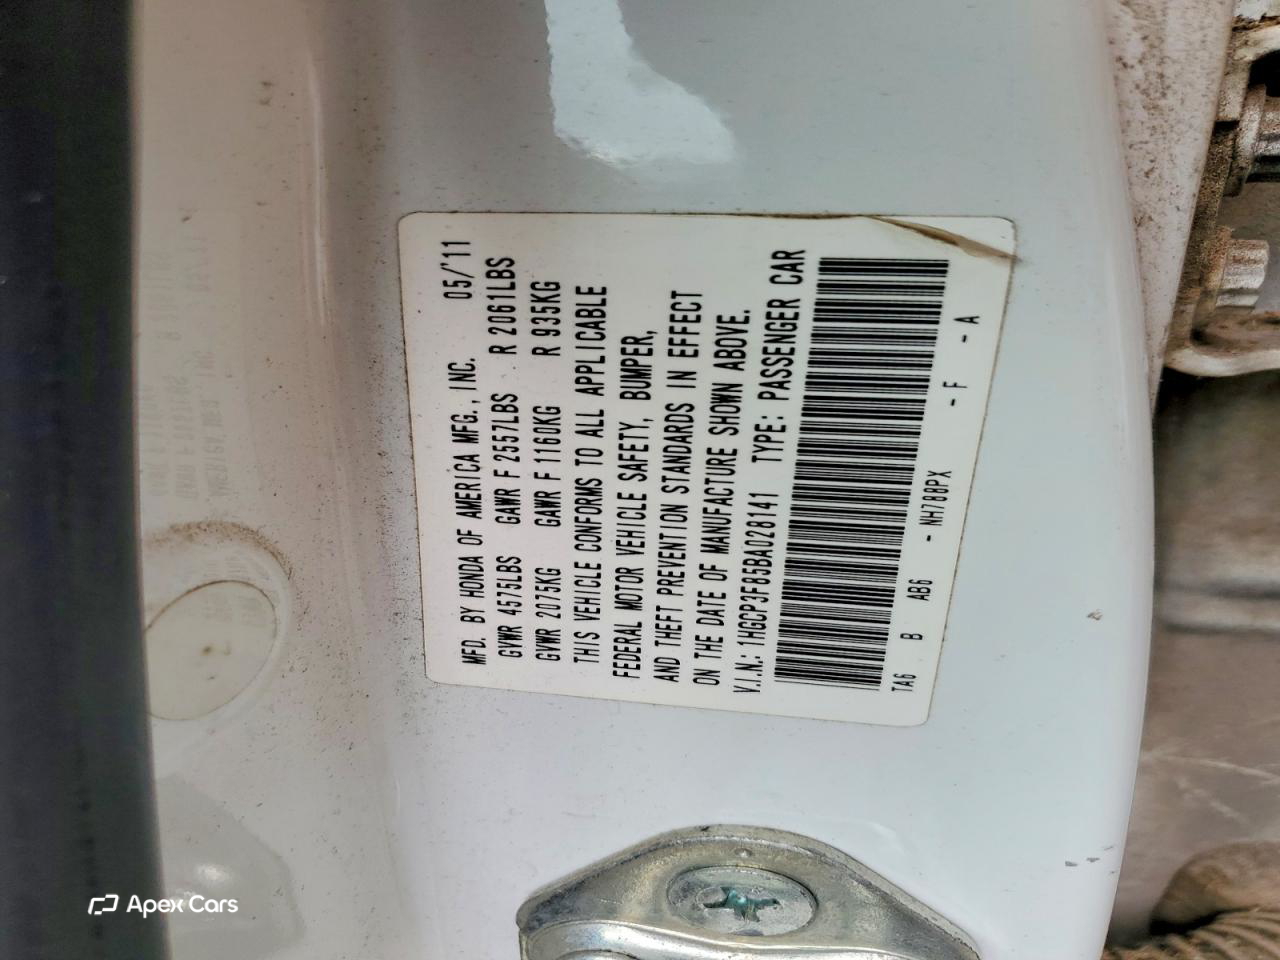 MFD. BY HONDA OF AMERICA MFG., INC. 05/'11
GVWR 4575LBS GAWR F 2557LBS R 2061LBS
GVWR 2075KG GAWR F 1160KG R 935KG
THIS VEHICLE CONFORMS TO ALL APPLICABLE
FEDERAL MOTOR VEHICLE SAFETY, BUMPER,
AND THEFT PREVENTION STANDARDS IN EFFECT
ON THE DATE OF MANUFACTURE SHOWN ABOVE.
V.I.N.: 1HGCP3F85BA028141 TYPE: PASSENGER CAR
TA6 B AB6 - NH788PX - F - A
Apex Cars